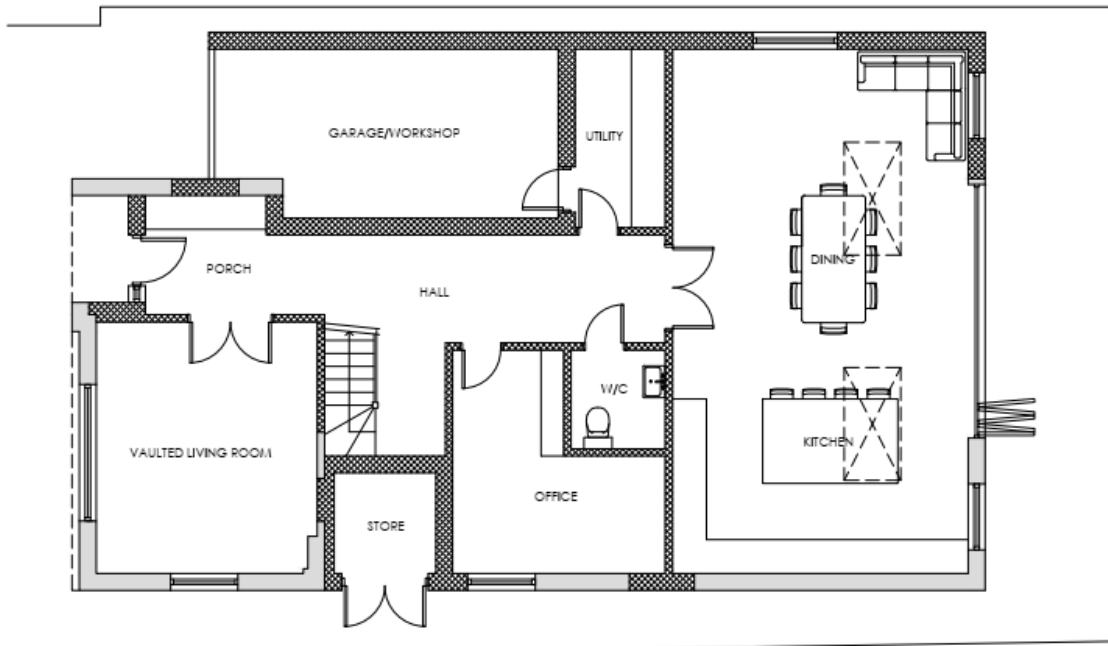 GARAGE/WORKSHOP
UTILITY
PORCH
HALL
DINING
W/C
KITCHEN
VAULTED LIVING ROOM
OFFICE
STORE